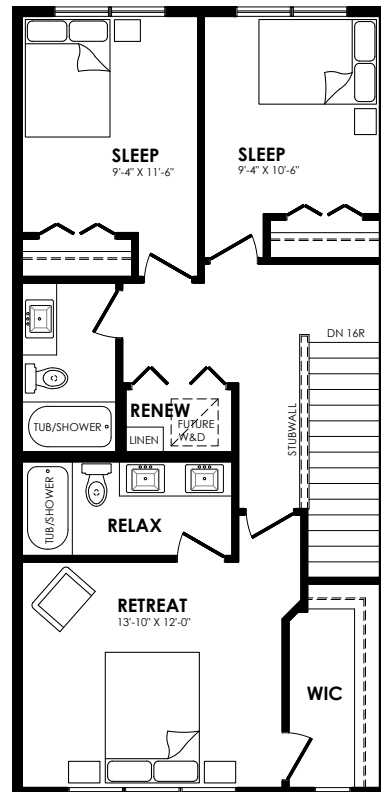 SLEEP
9'-4" X 11'-6"
SLEEP
9'-4" X 10'-6"
DN 16R
STUBWALL
TUB/SHOWER
RENEW
LINEN
FUTURE
W&D
TUB/SHOWER
RELAX
RETREAT
13'-10" X 12'-0"
WIC